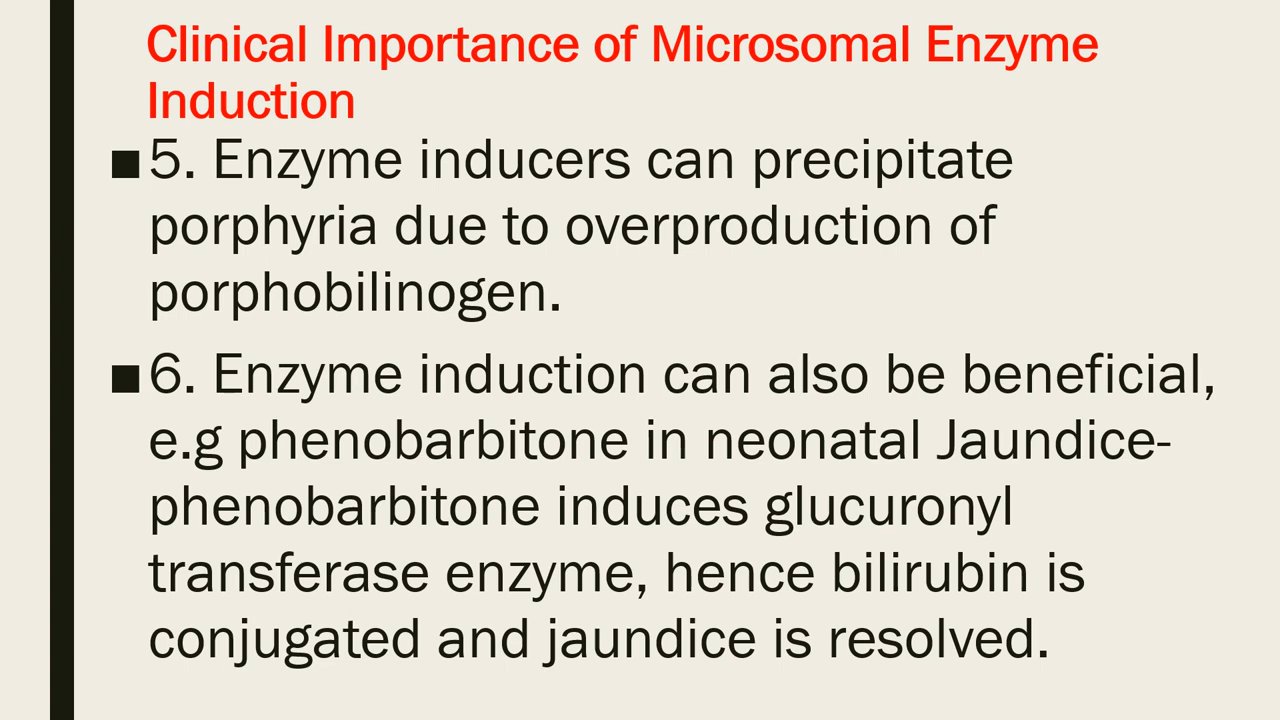 Clinical Importance of Microsomal Enzyme
Induction
■5. Enzyme inducers can precipitate
porphyria due to overproduction of
porphobilinogen.
■6. Enzyme induction can also be beneficial,
e.g phenobarbitone in neonatal Jaundice-
phenobarbitone induces glucuronyl
transferase enzyme, hence bilirubin is
conjugated and jaundice is resolved.